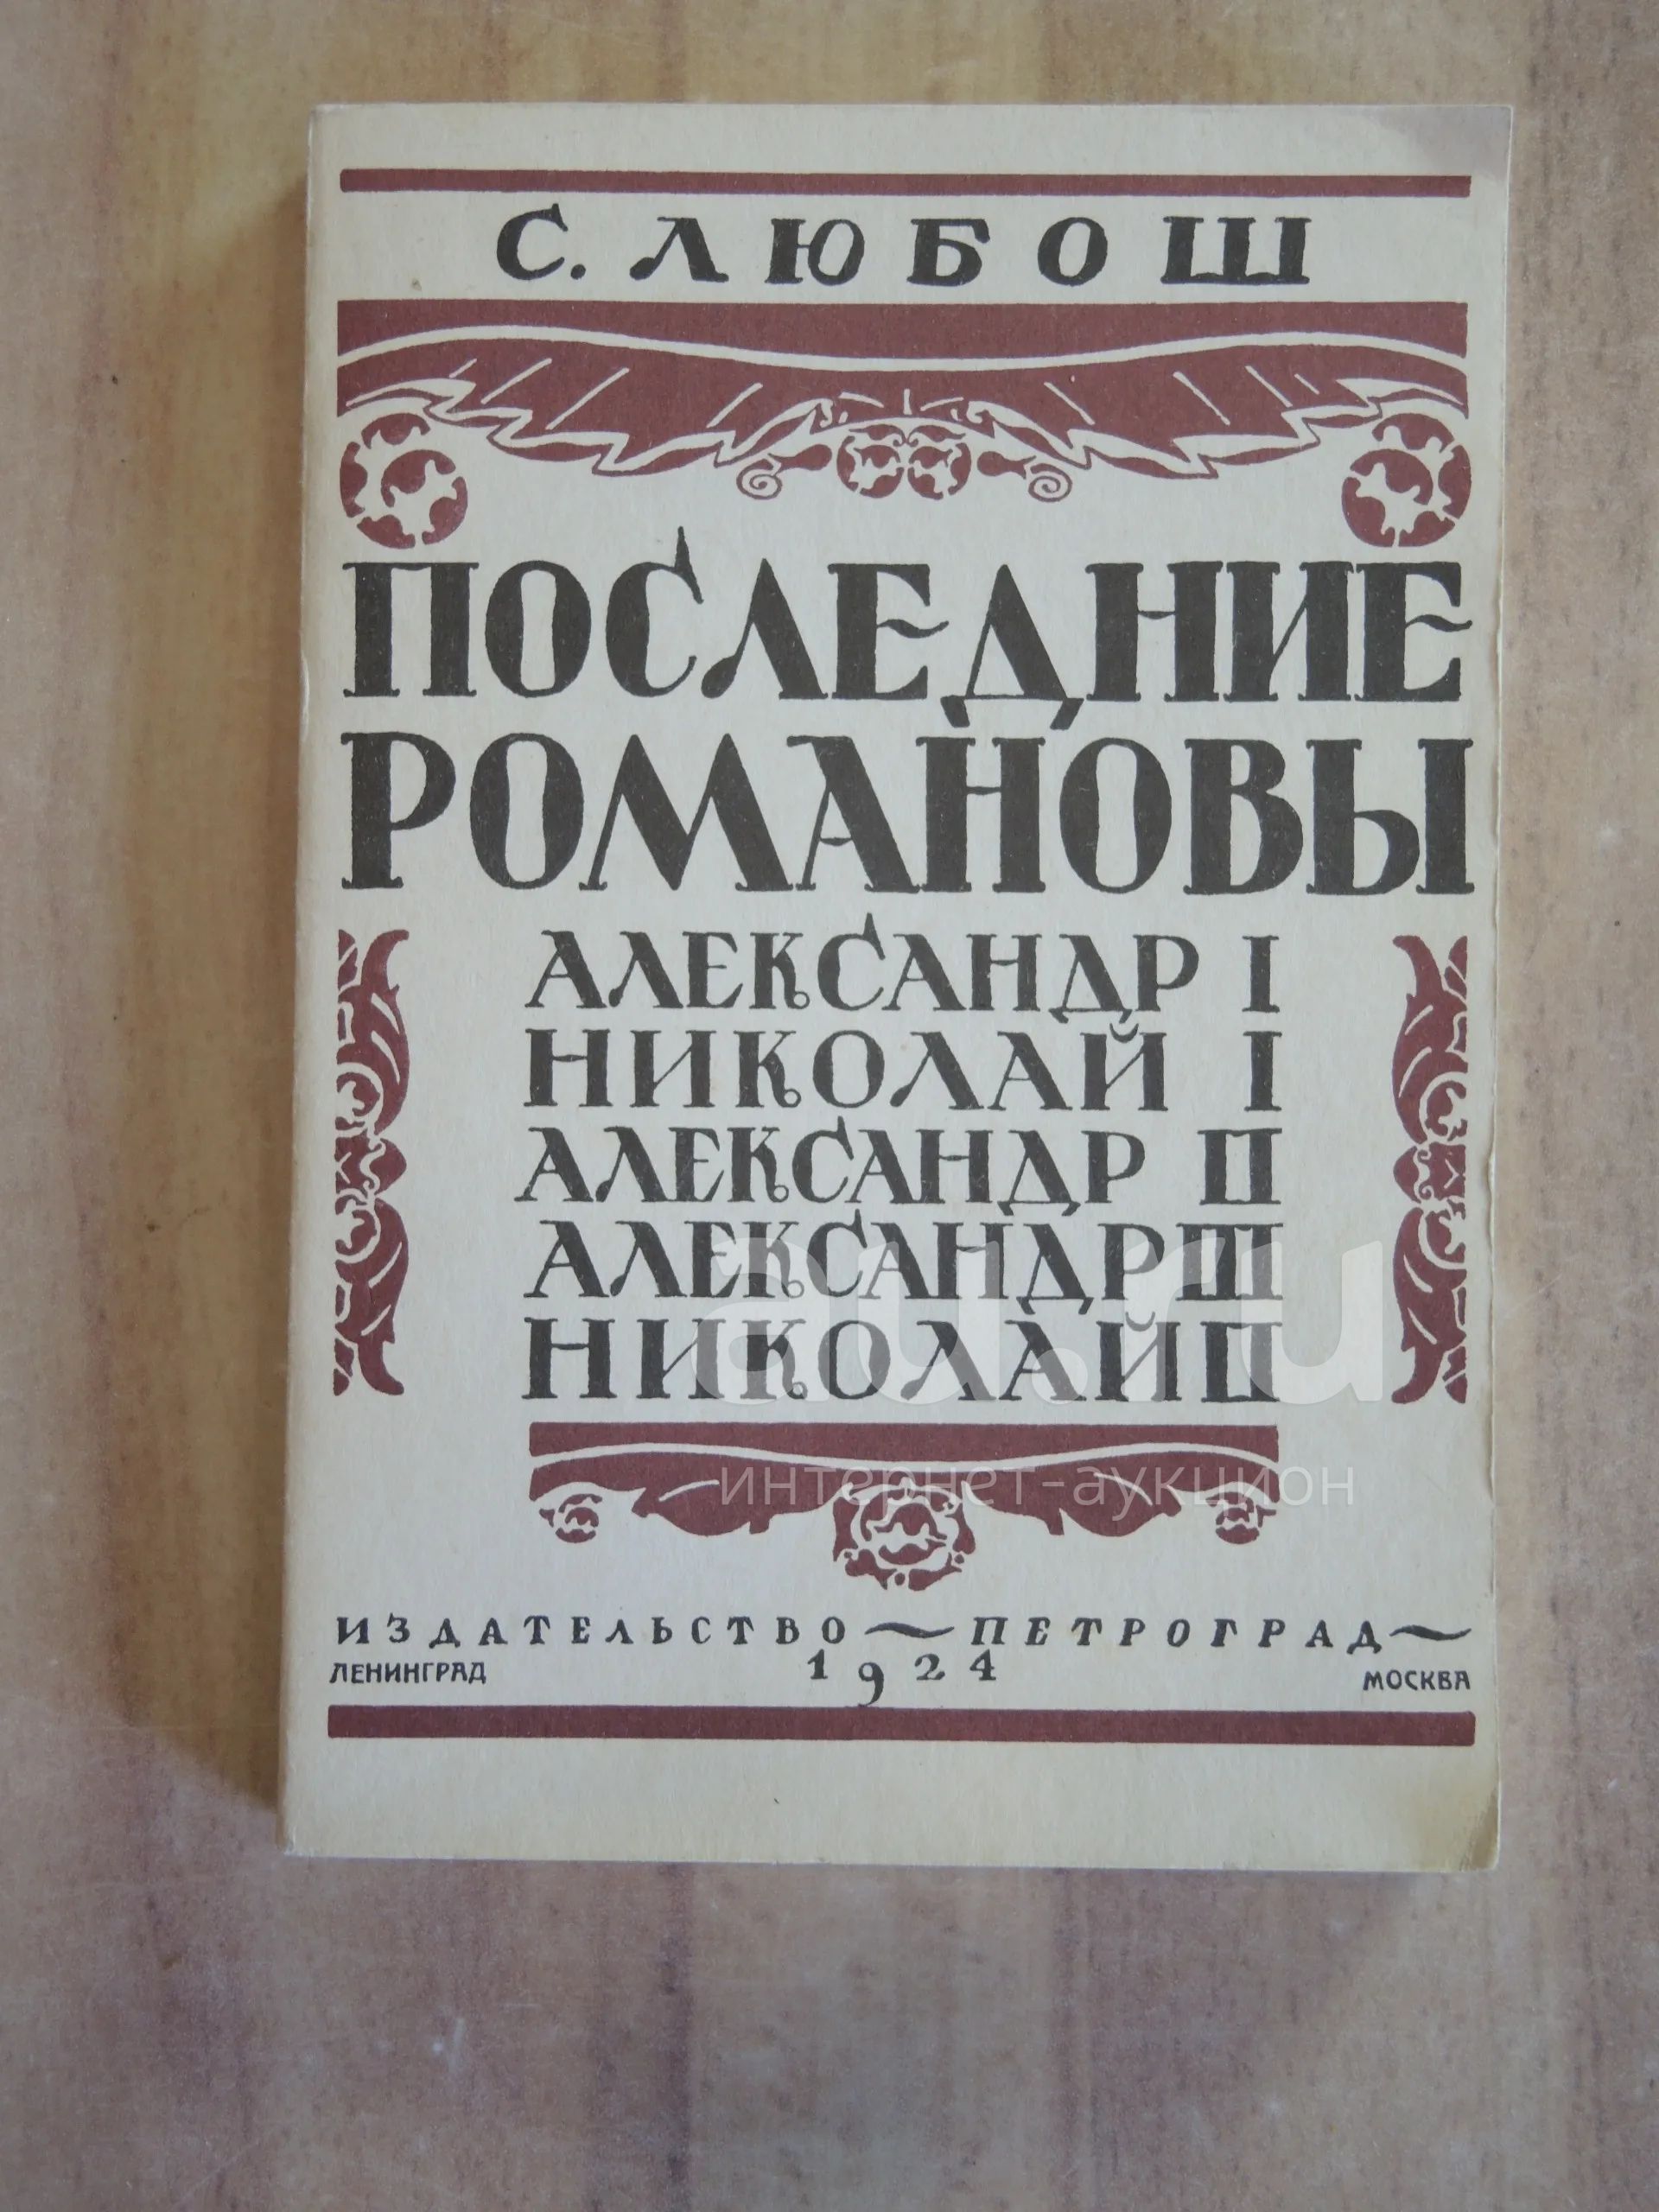 С. ЛЮБОШ
ПОСЛЕДНИЕ
РОМАНОВЫ
АЛЕКСАНДР I
НИКОЛАЙ I
АЛЕКСАНДР II
АЛЕКСАНДР III
НИКОЛАЙ II
au.ru
интернет-аукцион
ИЗДАТЕЛЬСТВО ~ ПЕТРОГРАД ~
ЛЕНИНГРАД 1924 МОСКВА